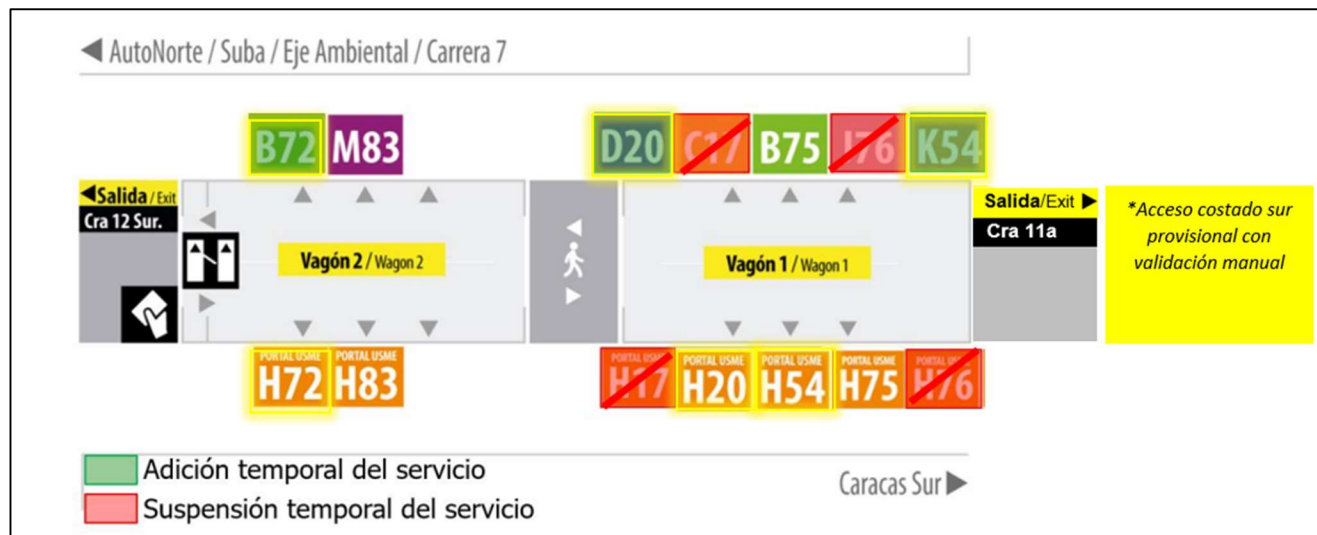 ◀ AutoNorte / Suba / Eje Ambiental / Carrera 7
B72 M83
D20 C17 B75 J76 K54
◀Salida / Exit
Cra 12 Sur.
Vagón 2 / Wagon 2
Vagón 1 / Wagon 1
Salida/Exit ▶
Cra 11a
*Acceso costado sur
provisional con
validación manual
PORTAL USME PORTAL USME
H72 H83
PORTAL USME PORTAL USME PORTAL USME PORTAL USME PORTAL USME
H17 H20 H54 H75 H76
Adición temporal del servicio
Suspensión temporal del servicio
Caracas Sur ▶